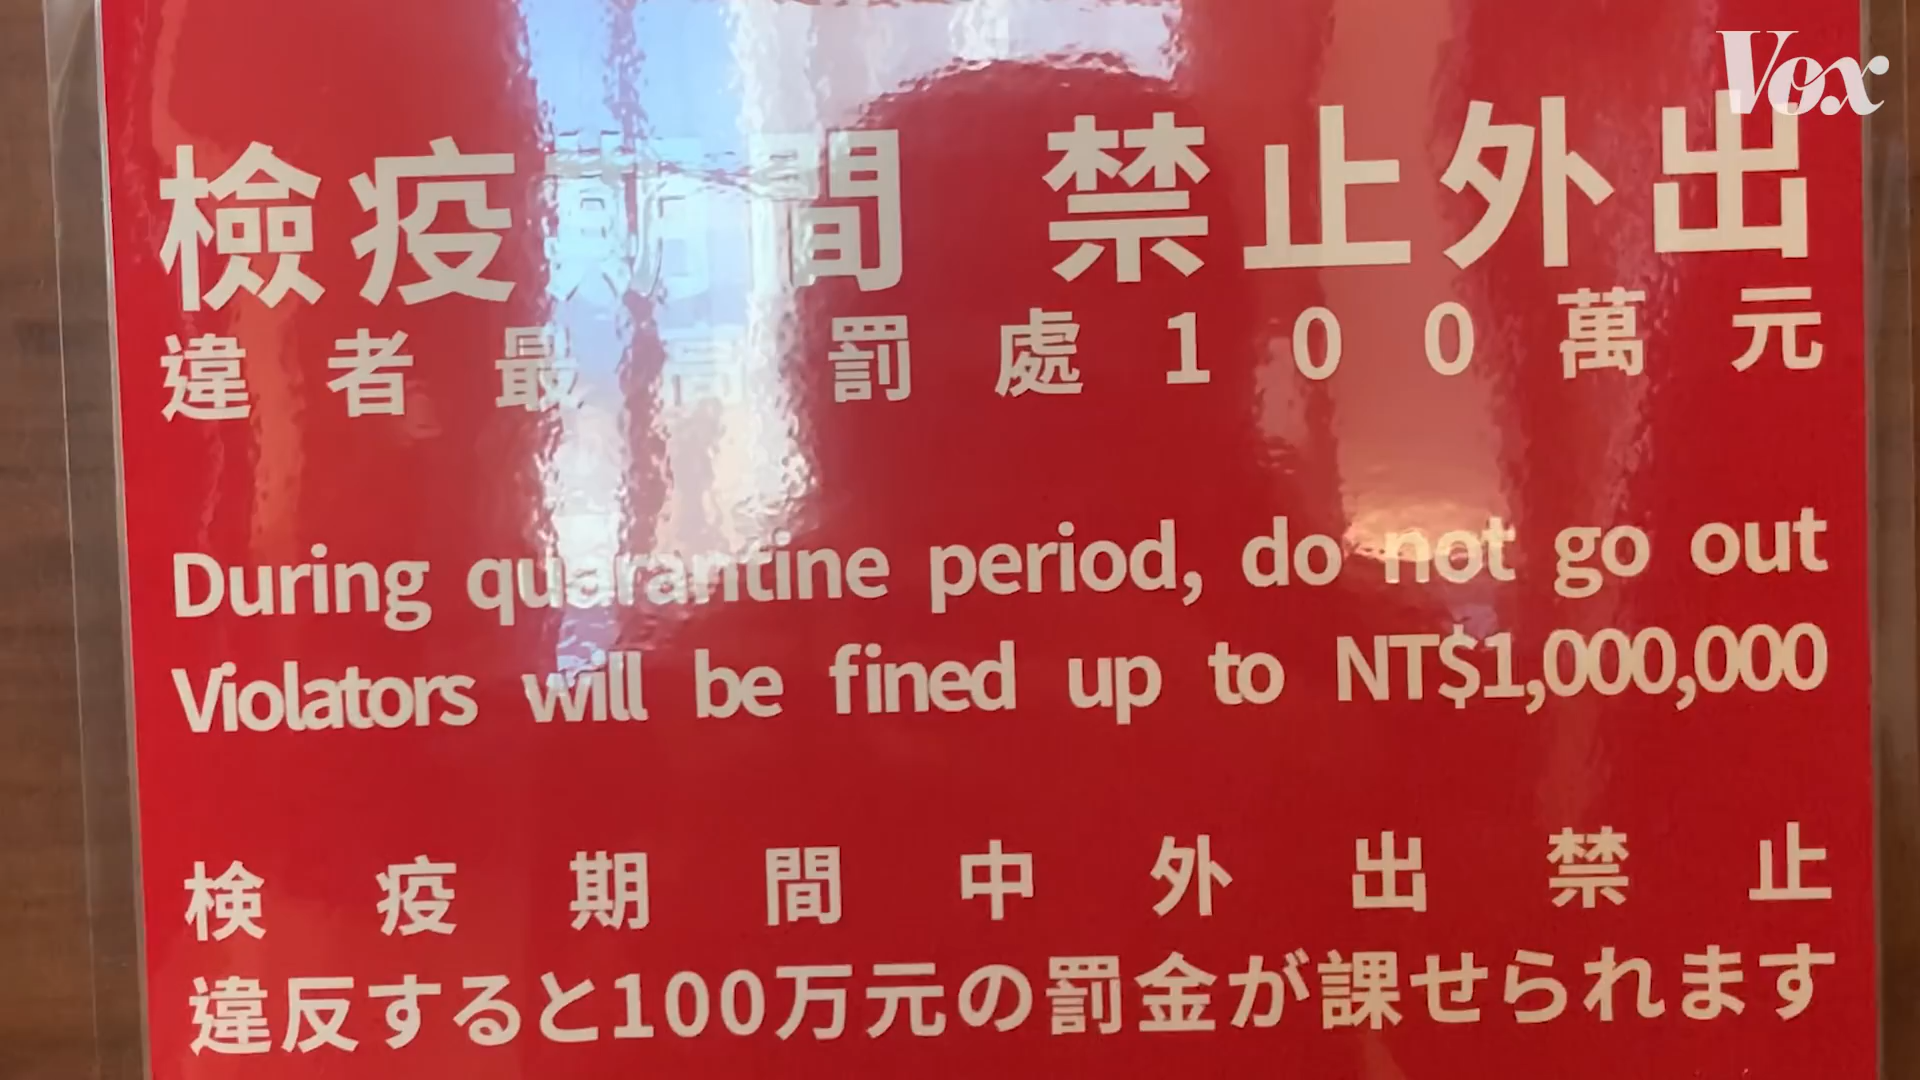 Vox
檢疫期間 禁止外出
違者最高罰處100萬元
During quarantine period, do not go out
Violators will be fined up to NT$1,000,000
検疫期間中外出禁止
違反すると100万元の罰金が課せられます